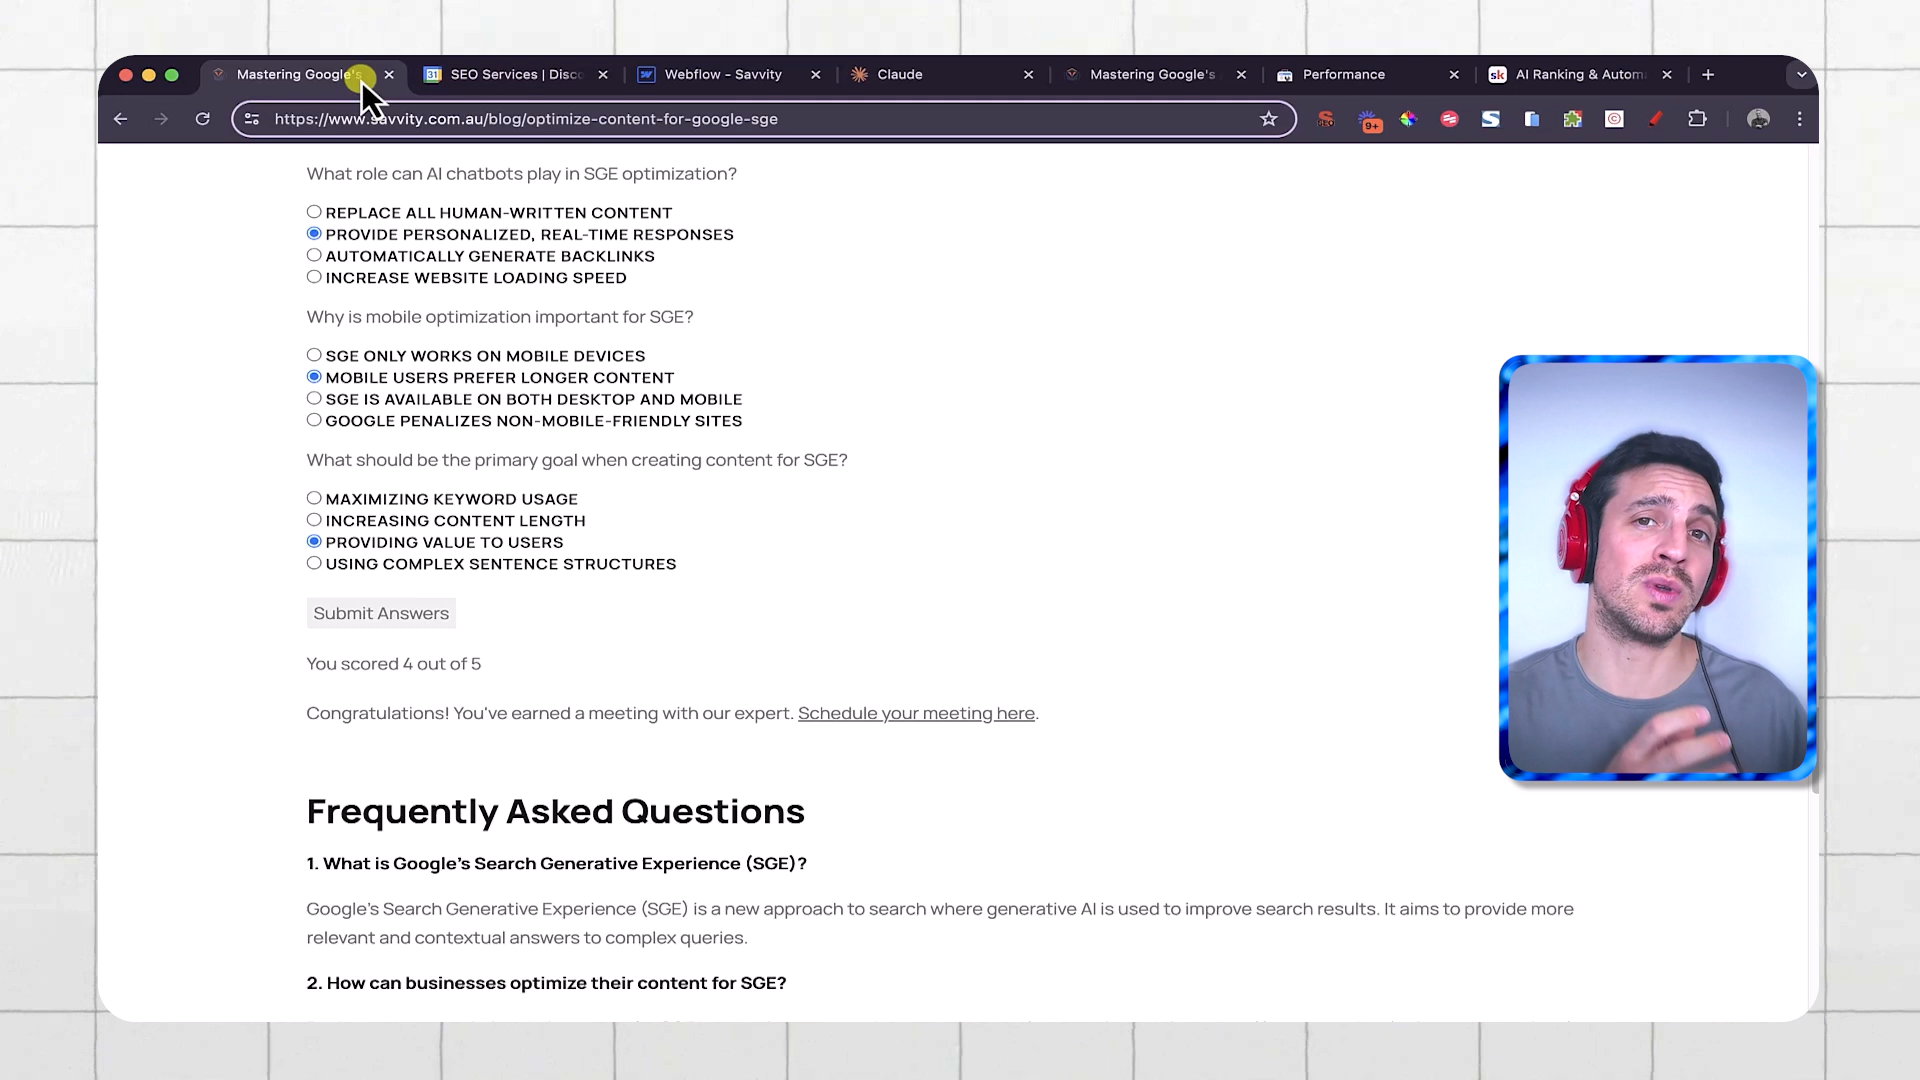 Mastering Google's
31
SEO Services | Disco
Webflow - Savvity
Claude
Mastering Google's
Performance
sk
AI Ranking & Autom
https://www.savvity.com.au/blog/optimize-content-for-google-sge
SEO
9+
What role can AI chatbots play in SGE optimization?
REPLACE ALL HUMAN-WRITTEN CONTENT
PROVIDE PERSONALIZED, REAL-TIME RESPONSES
AUTOMATICALLY GENERATE BACKLINKS
INCREASE WEBSITE LOADING SPEED
Why is mobile optimization important for SGE?
SGE ONLY WORKS ON MOBILE DEVICES
MOBILE USERS PREFER LONGER CONTENT
SGE IS AVAILABLE ON BOTH DESKTOP AND MOBILE
GOOGLE PENALIZES NON-MOBILE-FRIENDLY SITES
What should be the primary goal when creating content for SGE?
MAXIMIZING KEYWORD USAGE
INCREASING CONTENT LENGTH
PROVIDING VALUE TO USERS
USING COMPLEX SENTENCE STRUCTURES
Submit Answers
You scored 4 out of 5
Congratulations! You've earned a meeting with our expert. Schedule your meeting here.
Frequently Asked Questions
1. What is Google's Search Generative Experience (SGE)?
Google's Search Generative Experience (SGE) is a new approach to search where generative AI is used to improve search results. It aims to provide more
relevant and contextual answers to complex queries.
2. How can businesses optimize their content for SGE?